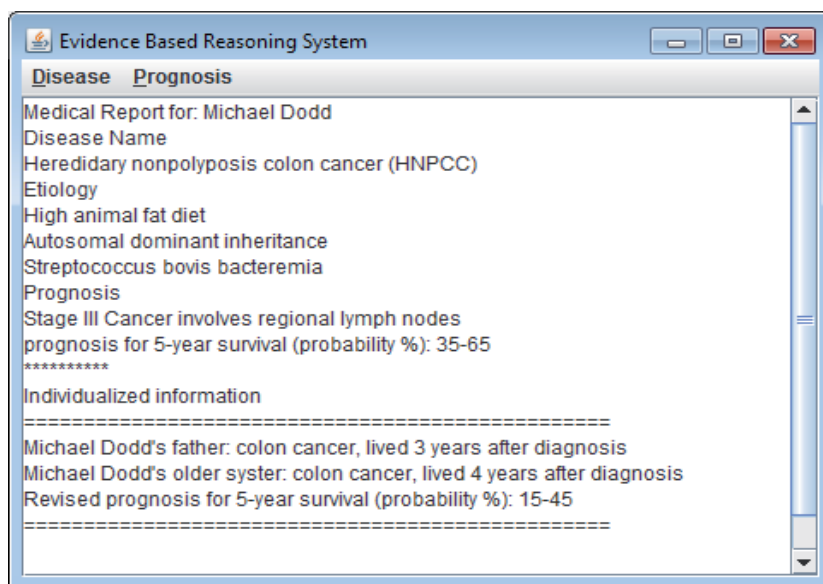 Evidence Based Reasoning System
Disease Prognosis
Medical Report for: Michael Dodd
Disease Name
Heredidary nonpolyposis colon cancer (HNPCC)
Etiology
High animal fat diet
Autosomal dominant inheritance
Streptococcus bovis bacteremia
Prognosis
Stage III Cancer involves regional lymph nodes
prognosis for 5-year survival (probability %): 35-65
**********
Individualized information
==================================================
Michael Dodd's father: colon cancer, lived 3 years after diagnosis
Michael Dodd's older syster: colon cancer, lived 4 years after diagnosis
Revised prognosis for 5-year survival (probability %): 15-45
==================================================